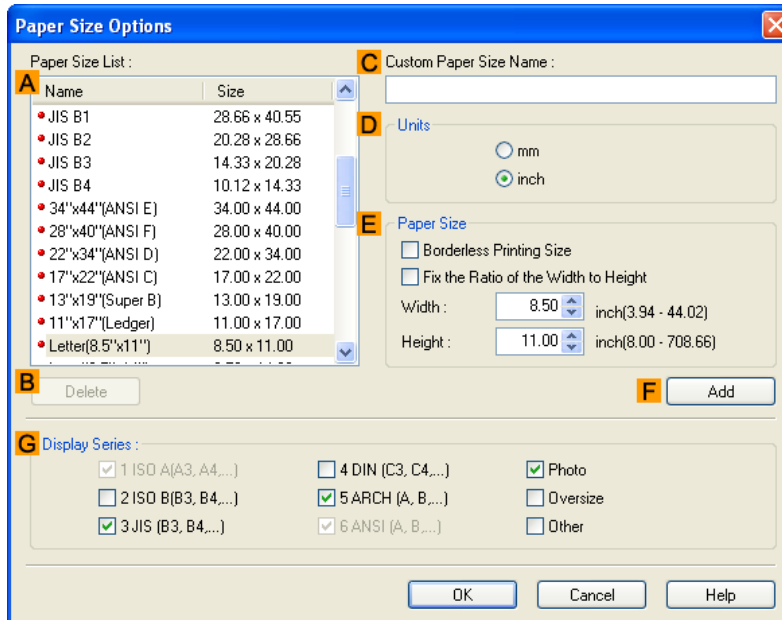 Paper Size Options
Paper Size List :
A
Name Size
JIS B1 28.66 x 40.55
JIS B2 20.28 x 28.66
JIS B3 14.33 x 20.28
JIS B4 10.12 x 14.33
34"x44"(ANSI E) 34.00 x 44.00
28"x40"(ANSI F) 28.00 x 40.00
22"x34"(ANSI D) 22.00 x 34.00
17"x22"(ANSI C) 17.00 x 22.00
13"x19"(Super B) 13.00 x 19.00
11"x17"(Ledger) 11.00 x 17.00
Letter(8.5"x11") 8.50 x 11.00
B
Delete
C Custom Paper Size Name :
D Units
mm
inch
E Paper Size
Borderless Printing Size
Fix the Ratio of the Width to Height
Width : 8.50 inch(3.94 - 44.02)
Height : 11.00 inch(8.00 - 708.66)
F Add
G Display Series :
1 ISO A(A3, A4,...) 4 DIN (C3, C4,...) Photo
2 ISO B(B3, B4,...) 5 ARCH (A, B,...) Oversize
3 JIS (B3, B4,...) 6 ANSI (A, B,...) Other
OK Cancel Help